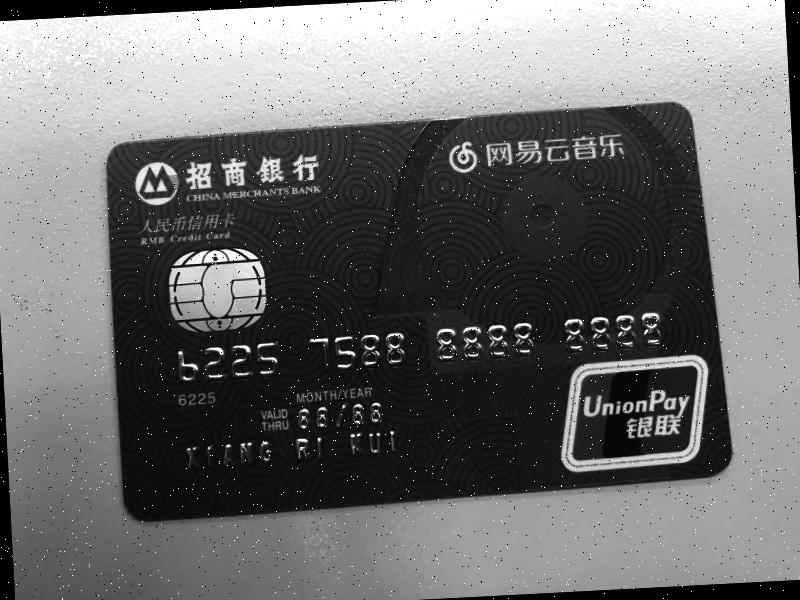 招商银行
CHINA MERCHANTS BANK
网易云音乐
人民币信用卡
RMB Credit Card
6225 7588 8888 8888
6225
MONTH/YEAR
VALID THRU 88/88
XIANG RI KUI
UnionPay
银联